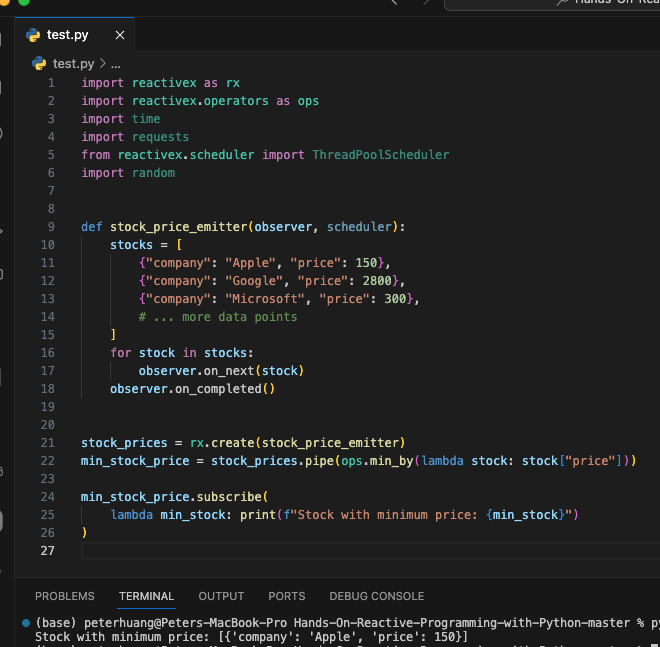 test.py
test.py > ...
1 import reactivex as rx
2 import reactivex.operators as ops
3 import time
4 import requests
5 from reactivex.scheduler import ThreadPoolScheduler
6 import random
7
8
9 def stock_price_emitter(observer, scheduler):
10     stocks = [
11         {"company": "Apple", "price": 150},
12         {"company": "Google", "price": 2800},
13         {"company": "Microsoft", "price": 300},
14         # ... more data points
15     ]
16     for stock in stocks:
17         observer.on_next(stock)
18     observer.on_completed()
19
20
21 stock_prices = rx.create(stock_price_emitter)
22 min_stock_price = stock_prices.pipe(ops.min_by(lambda stock: stock["price"]))
23
24 min_stock_price.subscribe(
25     lambda min_stock: print(f"Stock with minimum price: {min_stock}")
26 )
27
PROBLEMS TERMINAL OUTPUT PORTS DEBUG CONSOLE
(base) peterhuang@Peters-MacBook-Pro Hands-On-Reactive-Programming-with-Python-master % py
Stock with minimum price: [{'company': 'Apple', 'price': 150}]